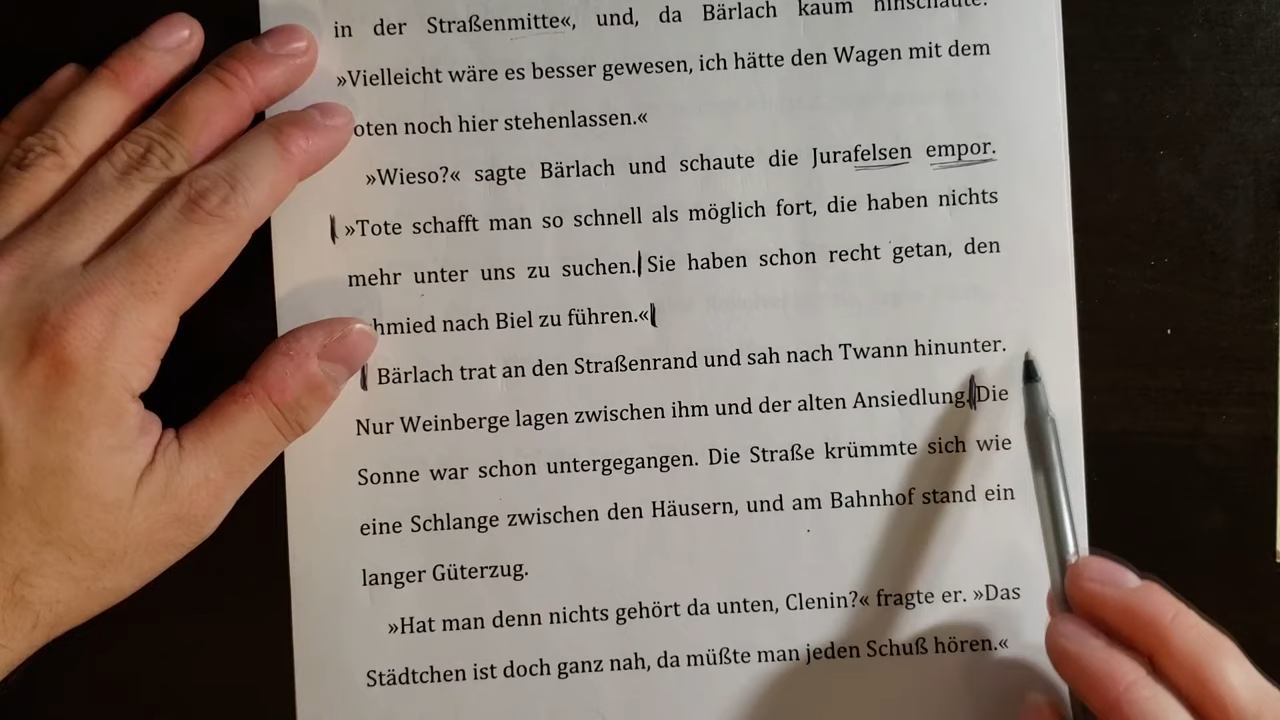 in der Straßenmitte«, und, da Bärlach kaum hinschaute:
»Vielleicht wäre es besser gewesen, ich hätte den Wagen mit dem
oten noch hier stehenlassen.«
»Wieso?« sagte Bärlach und schaute die Jurafelsen empor.
»Tote schafft man so schnell als möglich fort, die haben nichts
mehr unter uns zu suchen. Sie haben schon recht getan, den
hmied nach Biel zu führen.«
Bärlach trat an den Straßenrand und sah nach Twann hinunter.
Nur Weinberge lagen zwischen ihm und der alten Ansiedlung. Die
Sonne war schon untergegangen. Die Straße krümmte sich wie
eine Schlange zwischen den Häusern, und am Bahnhof stand ein
langer Güterzug.
»Hat man denn nichts gehört da unten, Clenin?« fragte er. »Das
Städtchen ist doch ganz nah, da müßte man jeden Schuß hören.«